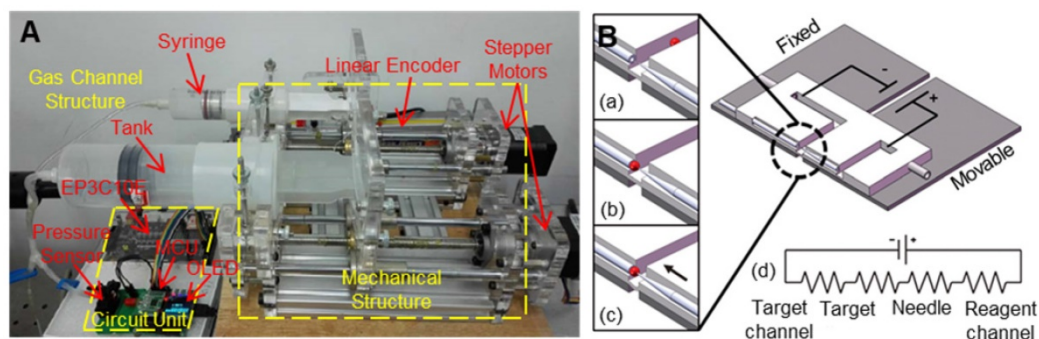 A
Syringe
Gas Channel
Structure
Linear Encoder
Stepper
Motors
Tank
EP3C10E
Pressure
Sensor
MCU
OLED
Circuit Unit
Mechanical
Structure
B
(a)
(b)
(c)
Fixed
-
+
Movable
(d)
- +
Target
channel
Target
Needle
Reagent
channel